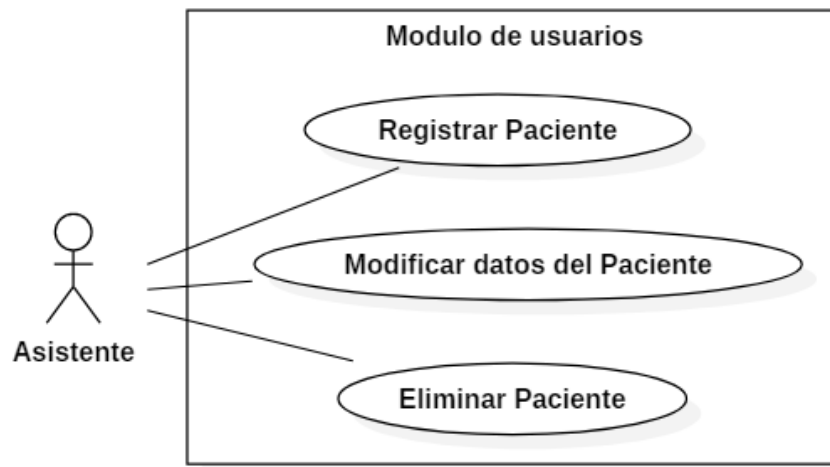 Modulo de usuarios
Registrar Paciente
Modificar datos del Paciente
Asistente
Eliminar Paciente